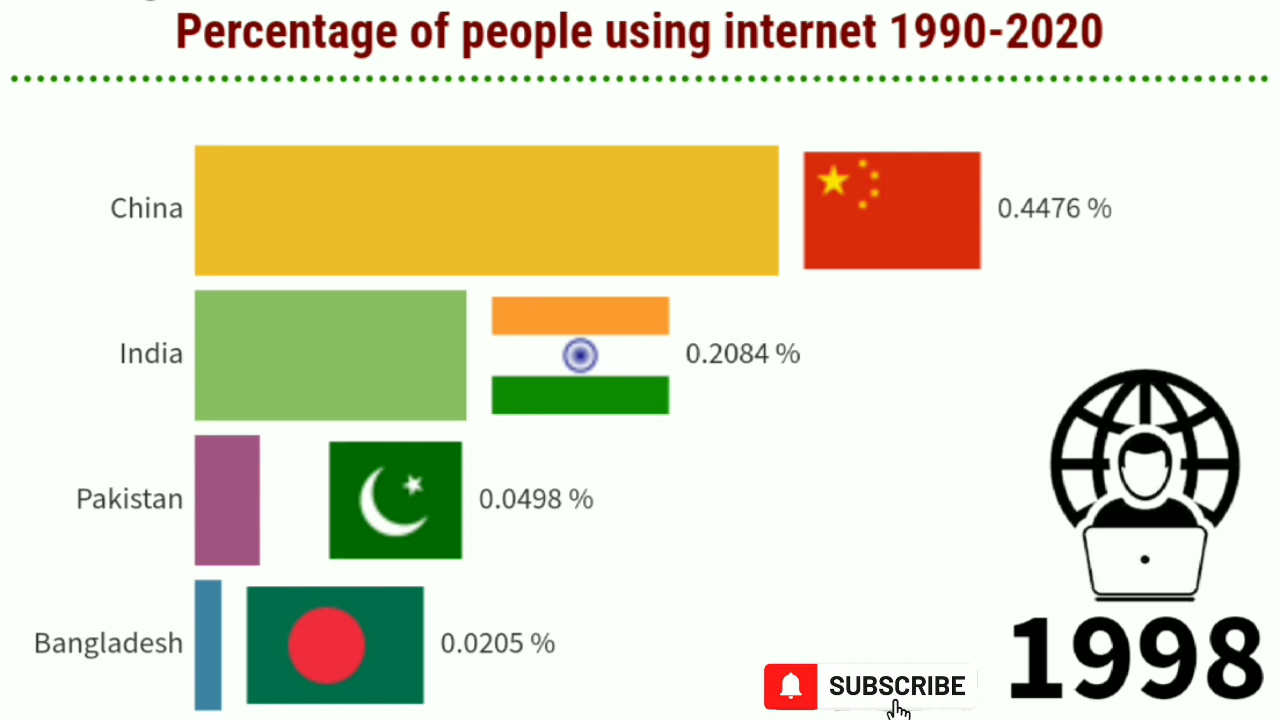 Percentage of people using internet 1990-2020
China
0.4476 %
India
0.2084 %
Pakistan
0.0498 %
Bangladesh
0.0205 %
SUBSCRIBE
1998